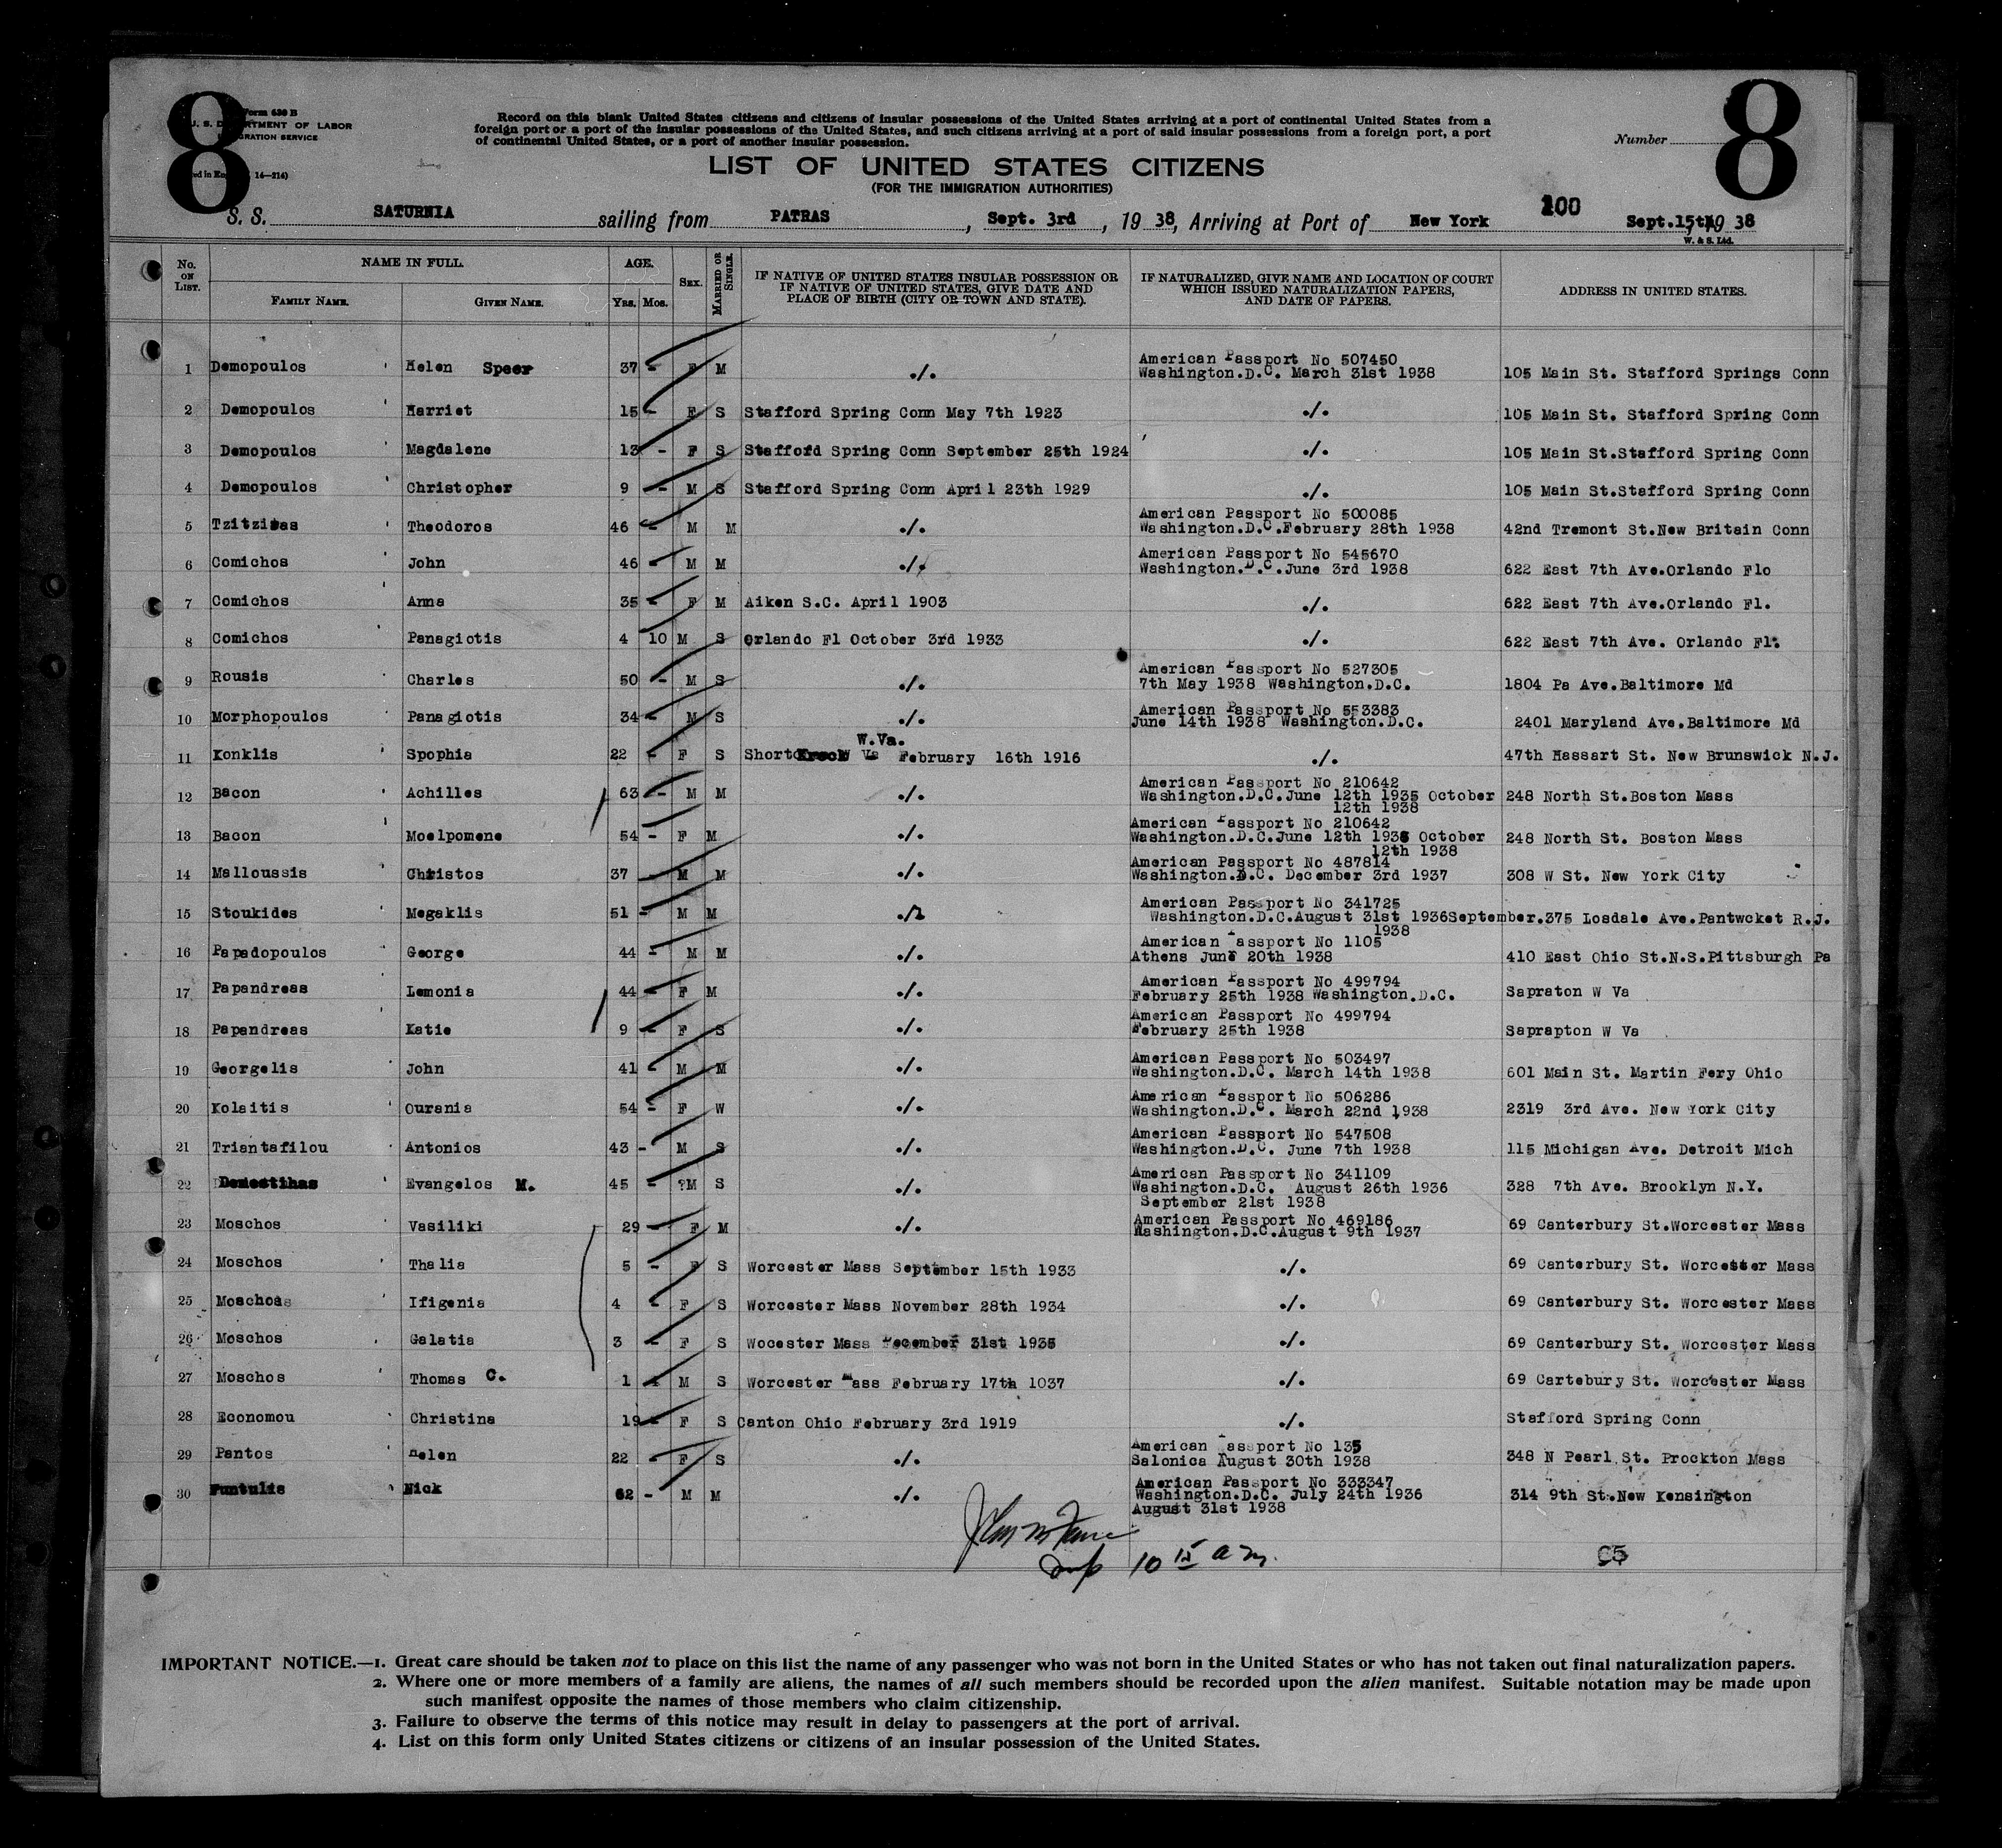 8
Form 630 B
U. S. DEPARTMENT OF LABOR
IMMIGRATION SERVICE
14—214)
Record on this blank United States citizens and citizens of insular possessions of the United States arriving at a port of continental United States from a
foreign port or a port of the insular possessions of the United States, and such citizens arriving at a port of said insular possessions from a foreign port, a port
of continental United States, or a port of another insular possession.
Number
8
LIST OF UNITED STATES CITIZENS
(FOR THE IMMIGRATION AUTHORITIES)
S. S. SATURNIA sailing from PATRAS, Sept. 3rd, 19 38, Arriving at Port of New York 100 Sept.15th 19 38
W. & S. Ltd.
No. ON LIST. NAME IN FULL. FAMILY NAME. GIVEN NAME. AGE. YRS. MOS. SEX. MARRIED OR SINGLE. IF NATIVE OF UNITED STATES INSULAR POSSESSION OR IF NATIVE OF UNITED STATES, GIVE DATE AND PLACE OF BIRTH (CITY OR TOWN AND STATE). IF NATURALIZED, GIVE NAME AND LOCATION OF COURT WHICH ISSUED NATURALIZATION PAPERS, AND DATE OF PAPERS. ADDRESS IN UNITED STATES.
1 Demopoulos Helen Speer 37 - F M ./. American Passport No 507450 Washington.D.C. March 31st 1938 105 Main St. Stafford Springs Conn
2 Demopoulos Harriet 15 - F S Stafford Spring Conn May 7th 1923 ./. 105 Main St. Stafford Spring Conn
3 Demopoulos Magdalene 13 - F S Stafford Spring Conn September 25th 1924 ./. 105 Main St.Stafford Spring Conn
4 Demopoulos Christopher 9 - M S Stafford Spring Conn April 23th 1929 ./. 105 Main St.Stafford Spring Conn
5 Tzitzimas Theodoros 46 - M M ./. American Passport No 500085 Washington.D.C.February 28th 1938 42nd Tremont St.New Britain Conn
6 Comichos John 46 - M M ./. American Passport No 545670 Washington.D.C.June 3rd 1938 622 East 7th Ave.Orlando Flo
7 Comichos Anna 35 - F M Aiken S.C. April 1903 ./. 622 East 7th Ave.Orlando Fl.
8 Comichos Panagiotis 4 10 M S Orlando Fl October 3rd 1933 ./. 622 East 7th Ave. Orlando Fl.
9 Rousis Charles 50 - M S ./. American Passport No 527305 7th May 1938 Washington.D.C. 1804 Pa Ave.Baltimore Md
10 Morphopoulos Panagiotis 34 - M S ./. American Passport No 553383 June 14th 1938 Washington.D.C. 2401 Maryland Ave.Baltimore Md
11 Konklis Spophia 22 - F S Short W.Va. Va February 16th 1916 ./. 47th Hassart St. New Brunswick N.J.
12 Bacon Achilles 63 - M M ./. American Passport No 210642 Washington.D.C.June 12th 1935 October 12th 1938 248 North St.Boston Mass
13 Bacon Moelpomene 54 - F M ./. American Passport No 210642 Washington.D.C.June 12th 1935 October 12th 1938 248 North St. Boston Mass
14 Malloussis Christos 37 - M M ./. American Passport No 487814 Washington.D.C. December 3rd 1937 308 W St. New York City
15 Stoukides Megaklis 51 - M M ./. American Passport No 341725 Washington.D.C.August 31st 1936September. 1938 375 Losdale Ave.Pantwcket R.J.
16 Papadopoulos George 44 - M M ./. American Passport No 1105 Athens June 20th 1938 410 East Ohio St.N.S.Pittsburgh Pa
17 Papandreas Lemonia 44 - F M ./. American Passport No 499794 February 25th 1938 Washington.D.C. Sapraton W Va
18 Papandreas Katie 9 - F S ./. American Passport No 499794 February 25th 1938 Saprapton W Va
19 Georgelis John 41 - M M ./. American Passport No 503497 Washington.D.C. March 14th 1938 601 Main St. Martin Fery Ohio
20 Kolaitis Ourania 54 - F W ./. American Passport No 506286 Washington.D.C. March 22nd 1938 2319 3rd Ave. New York City
21 Triantafilou Antonios 43 - M S ./. American Passport No 547508 Washington.D.C. June 7th 1938 115 Michigan Ave. Detroit Mich
22 Demestihas Evangelos M. 45 - ?M S ./. American Passport No 341109 Washington.D.C. August 26th 1936 September 21st 1938 328 7th Ave. Brooklyn N.Y.
23 Moschos Vasiliki 29 - F M ./. American Passport No 469186 Washington.D.C.August 9th 1937 69 Canterbury St.Worcester Mass
24 Moschos Thalia 5 - F S Worcester Mass September 15th 1933 ./. 69 Canterbury St. Worcester Mass
25 Moschos Ifigenia 4 - F S Worcester Mass November 28th 1934 ./. 69 Canterbury St. Worcester Mass
26 Moschos Galatia 3 - F S Wocester Mass December 31st 1935 ./. 69 Canterbury St. Worcester Mass
27 Moschos Thomas C. 1 M S Worcester Mass February 17th 1037 ./. 69 Cartebury St. Worcester Mass
28 Economou Christina 19 - F S Canton Ohio February 3rd 1919 ./. Stafford Spring Conn
29 Pantos Helen 22 - F S ./. American Passport No 135 Salonica August 30th 1938 348 N Pearl St. Prockton Mass
30 Funtulis Nick 62 - M M ./. American Passport No 333347 Washington.D.C. July 24th 1936 August 31st 1938 314 9th St.New Kensington
10 15 a m.
C5
IMPORTANT NOTICE.—1. Great care should be taken not to place on this list the name of any passenger who was not born in the United States or who has not taken out final naturalization papers.
2. Where one or more members of a family are aliens, the names of all such members should be recorded upon the alien manifest. Suitable notation may be made upon
such manifest opposite the names of those members who claim citizenship.
3. Failure to observe the terms of this notice may result in delay to passengers at the port of arrival.
4. List on this form only United States citizens or citizens of an insular possession of the United States.